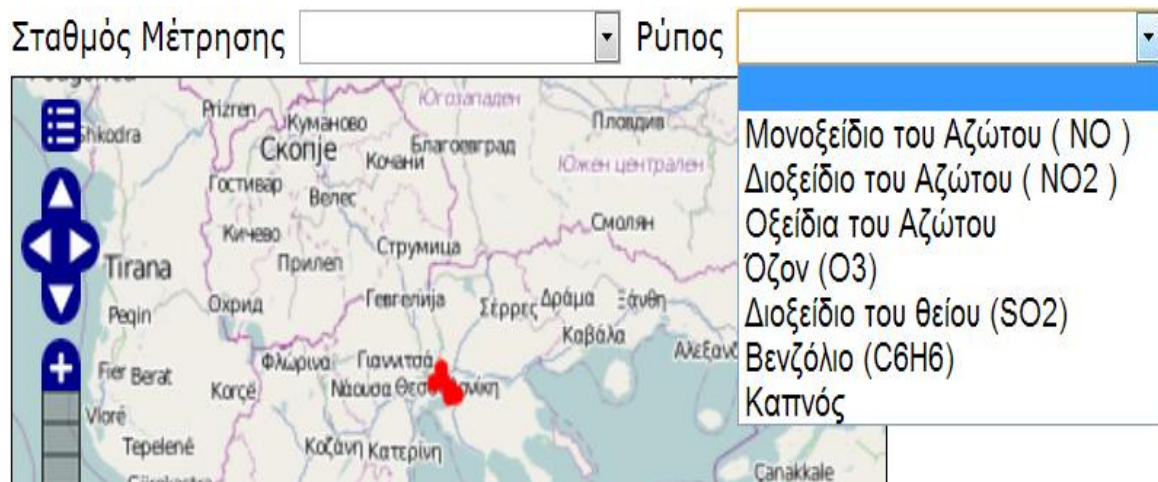 Σταθμός Μέτρησης
Ρύπος
Μονοξείδιο του Αζώτου ( NO )
Διοξείδιο του Αζώτου ( NO2 )
Οξείδια του Αζώτου
Όζον (O3)
Διοξείδιο του θείου (SO2)
Βενζόλιο (C6H6)
Καπνός
Prizren
Куманово
Югозападен
Пловдив
Shkodra
Скопје
Кочани
Благоевград
Южен централен
Гостивар
Велес
Смолян
Кичево
Струмица
Tirana
Прилеп
Peqin
Охрид
Гевгелија
Σέρρες
Δράμα
Ξάνθη
Καβάλα
Fier
Berat
Φλώρινα
Γιαννιτσά
Korçë
Νάουσα
Vlorë
Tepelenë
Κοζάνη
Κατερίνη
Çanakkale